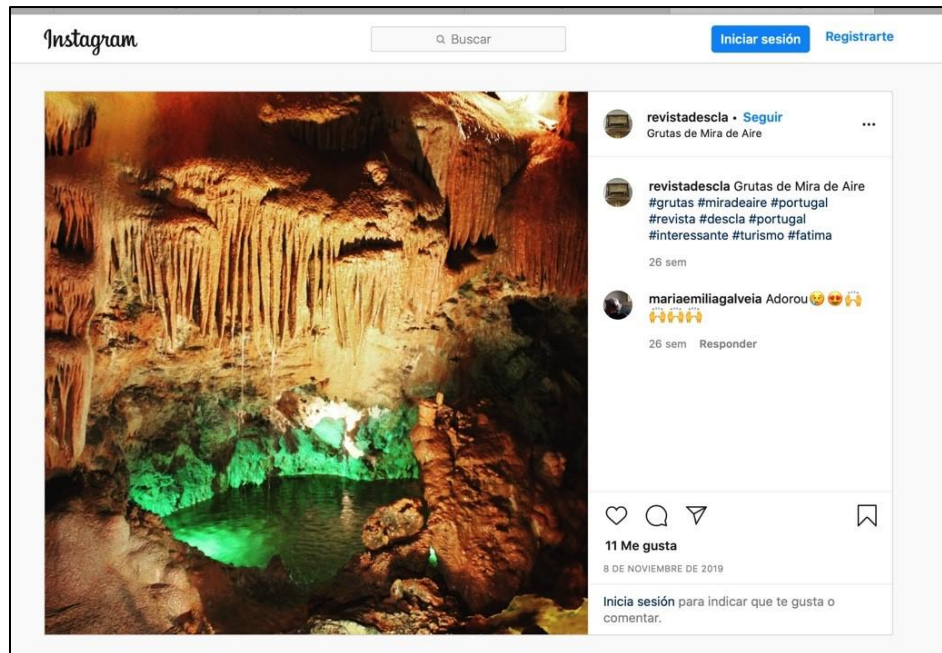 Instagram
Buscar
Iniciar sesión
Registrarte
revistadescla • Seguir
Grutas de Mira de Aire
revistadescla Grutas de Mira de Aire
#grutas #miradeaire #portugal
#revista #descla #portugal
#interessante #turismo #fatima
26 sem
mariaemiliagalveia Adorou😢😍🙌
🙌🙌🙌
26 sem Responder
11 Me gusta
8 DE NOVIEMBRE DE 2019
Inicia sesión para indicar que te gusta o
comentar.